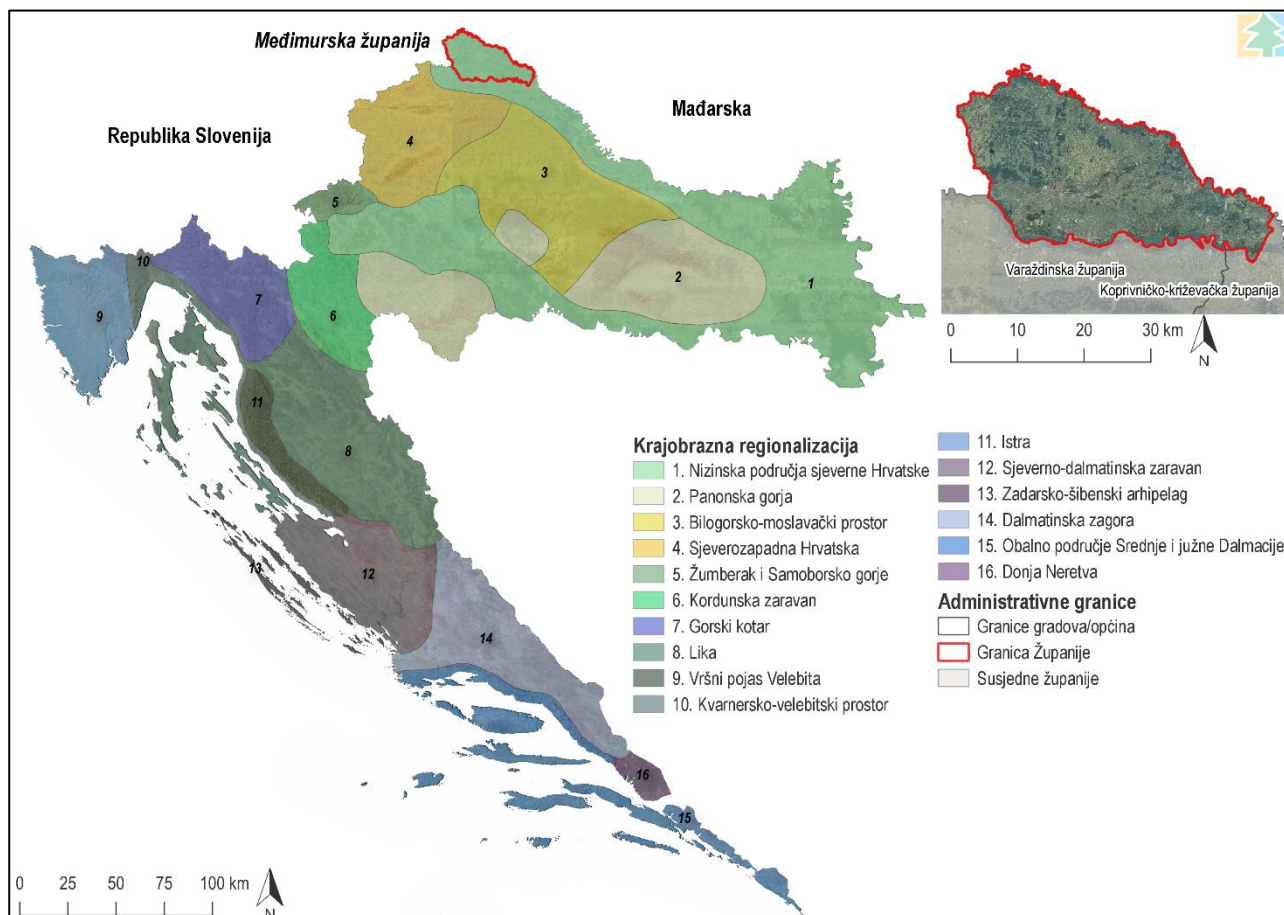 Međimurska županija
Mađarska
Republika Slovenija
4
3
5
2
1
10
9
7
6
11
8
13
12
14
16
15
0 25 50 75 100 km
N
Varaždinska županija
Koprivničko-križevačka županija
0 10 20 30 km
N
Krajobrazna regionalizacija
1. Nizinska područja sjeverne Hrvatske
2. Panonska gorja
3. Bilogorsko-moslavački prostor
4. Sjeverozapadna Hrvatska
5. Žumberak i Samoborsko gorje
6. Kordunska zaravan
7. Gorski kotar
8. Lika
9. Vršni pojas Velebita
10. Kvarnersko-velebitski prostor
11. Istra
12. Sjeverno-dalmatinska zaravan
13. Zadarsko-šibenski arhipelag
14. Dalmatinska zagora
15. Obalno područje Srednje i južne Dalmacije
16. Donja Neretva
Administrativne granice
Granice gradova/općina
Granica Županije
Susjedne županije